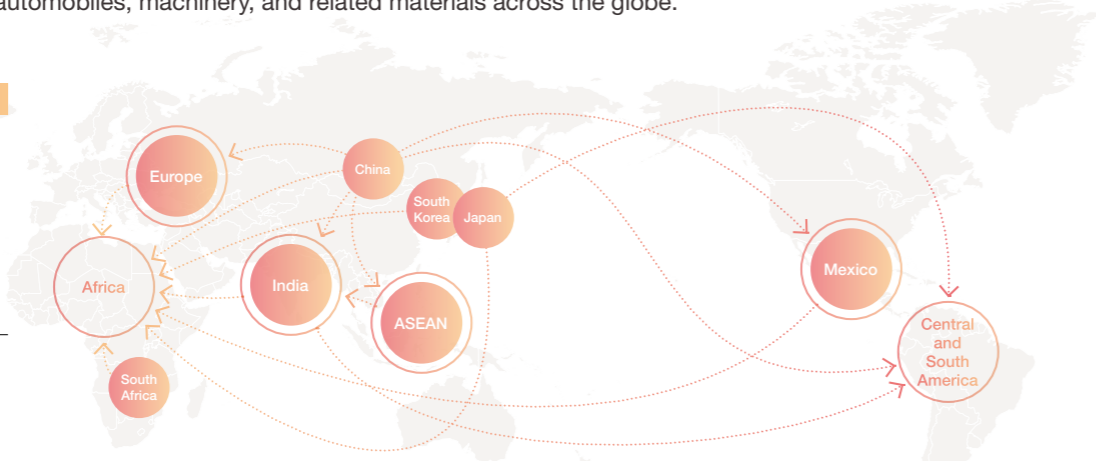 automobiles, machinery, and related materials across the globe.
Europe
China
South
Korea
Japan
Africa
India
ASEAN
Mexico
South
Africa
Central
and
South
America